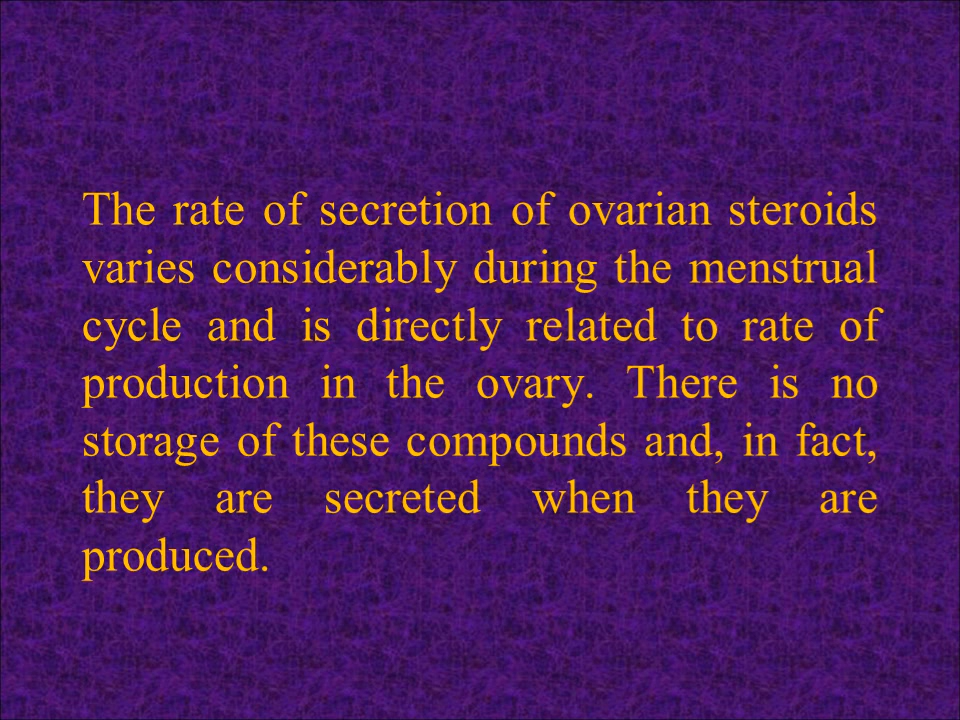 The rate of secretion of ovarian steroids
varies considerably during the menstrual
cycle and is directly related to rate of
production in the ovary. There is no
storage of these compounds and, in fact,
they are secreted when they are
produced.